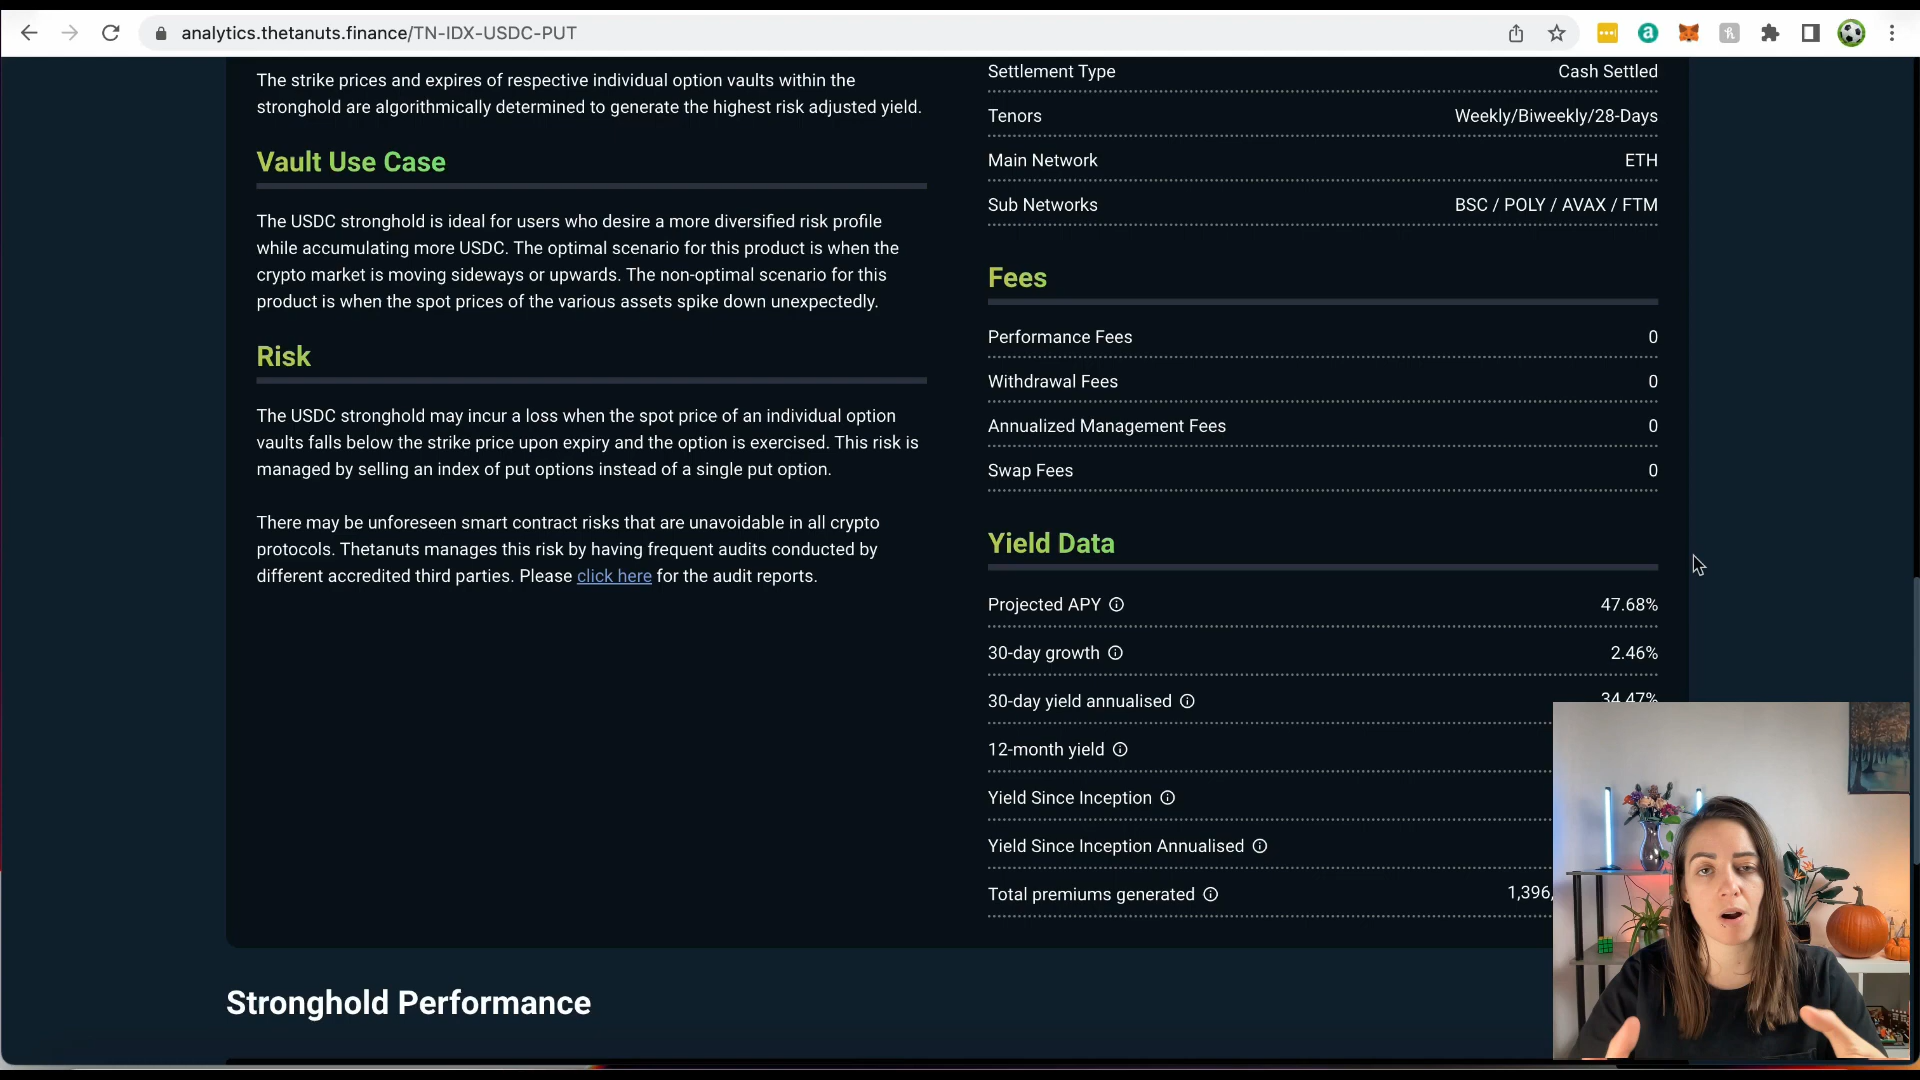 analytics.thetanuts.finance/TN-IDX-USDC-PUT
The strike prices and expires of respective individual option vaults within the
stronghold are algorithmically determined to generate the highest risk adjusted yield.
Vault Use Case
The USDC stronghold is ideal for users who desire a more diversified risk profile
while accumulating more USDC. The optimal scenario for this product is when the
crypto market is moving sideways or upwards. The non-optimal scenario for this
product is when the spot prices of the various assets spike down unexpectedly.
Risk
The USDC stronghold may incur a loss when the spot price of an individual option
vaults falls below the strike price upon expiry and the option is exercised. This risk is
managed by selling an index of put options instead of a single put option.
There may be unforeseen smart contract risks that are unavoidable in all crypto
protocols. Thetanuts manages this risk by having frequent audits conducted by
different accredited third parties. Please click here for the audit reports.
Settlement Type Cash Settled
Tenors Weekly/Biweekly/28-Days
Main Network ETH
Sub Networks BSC / POLY / AVAX / FTM
Fees
Performance Fees 0
Withdrawal Fees 0
Annualized Management Fees 0
Swap Fees 0
Yield Data
Projected APY 47.68%
30-day growth 2.46%
30-day yield annualised 34.47%
12-month yield
Yield Since Inception
Yield Since Inception Annualised
Total premiums generated 1,396,
Stronghold Performance